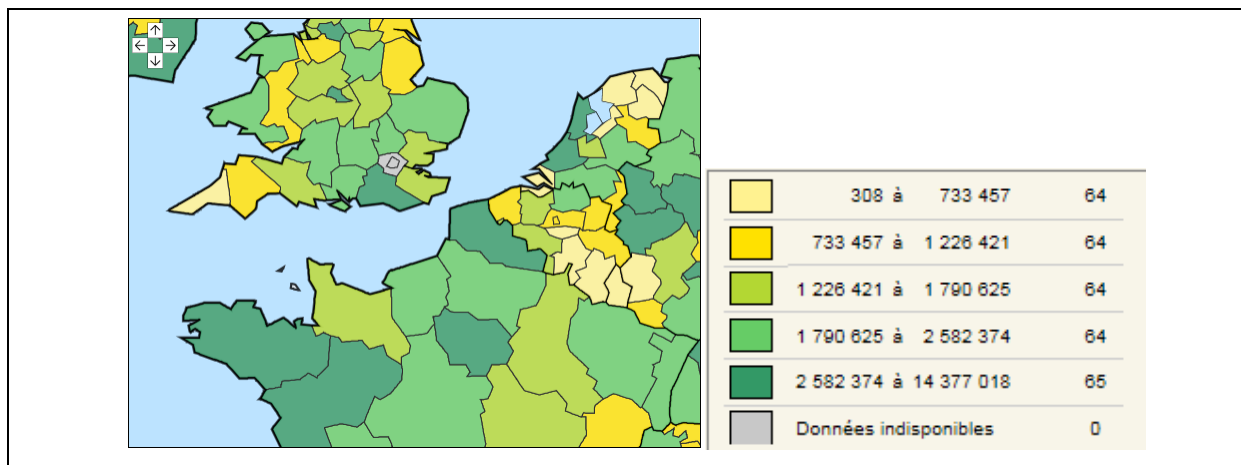 308 à 733 457 64
733 457 à 1 226 421 64
1 226 421 à 1 790 625 64
1 790 625 à 2 582 374 64
2 582 374 à 14 377 018 65
Données indisponibles 0